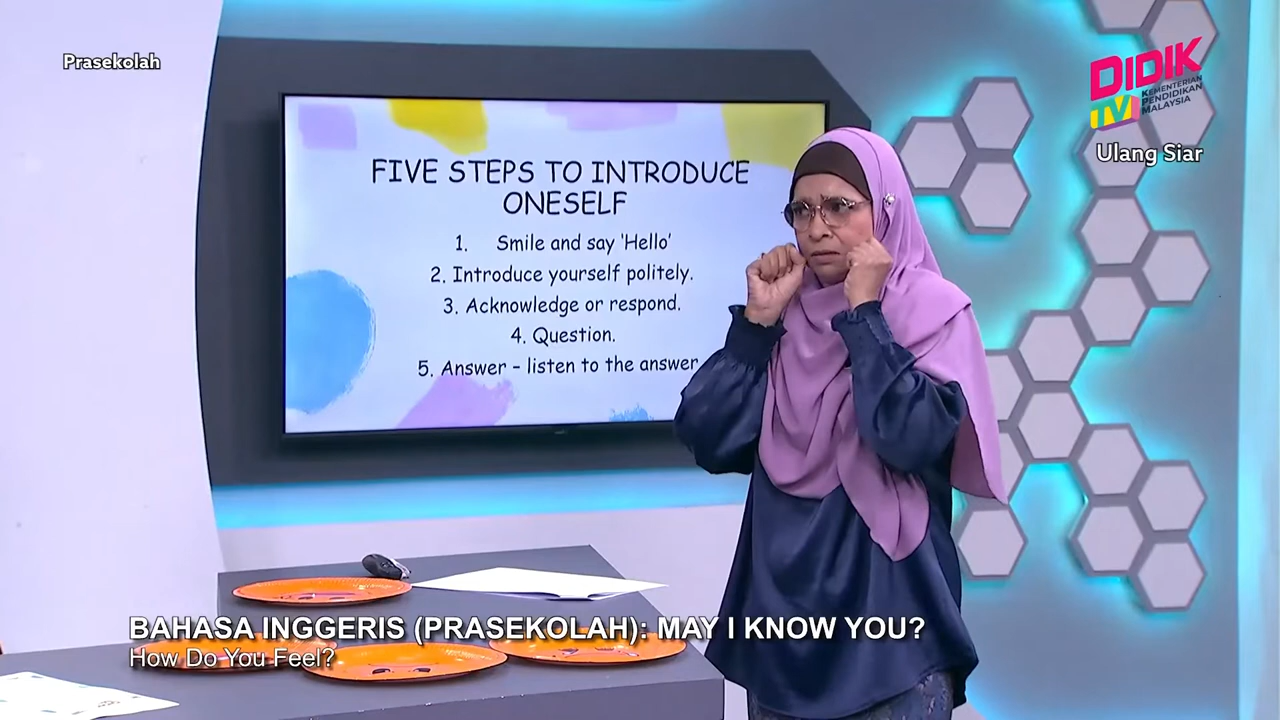 Prasekolah
DIDIK
TV
KEMENTERIAN
PENDIDIKAN
MALAYSIA
Ulang Siar
FIVE STEPS TO INTRODUCE
ONESELF
1. Smile and say ‘Hello’
2. Introduce yourself politely.
3. Acknowledge or respond.
4. Question.
5. Answer – listen to the answer
BAHASA INGGERIS (PRASEKOLAH): MAY I KNOW YOU?
How Do You Feel?